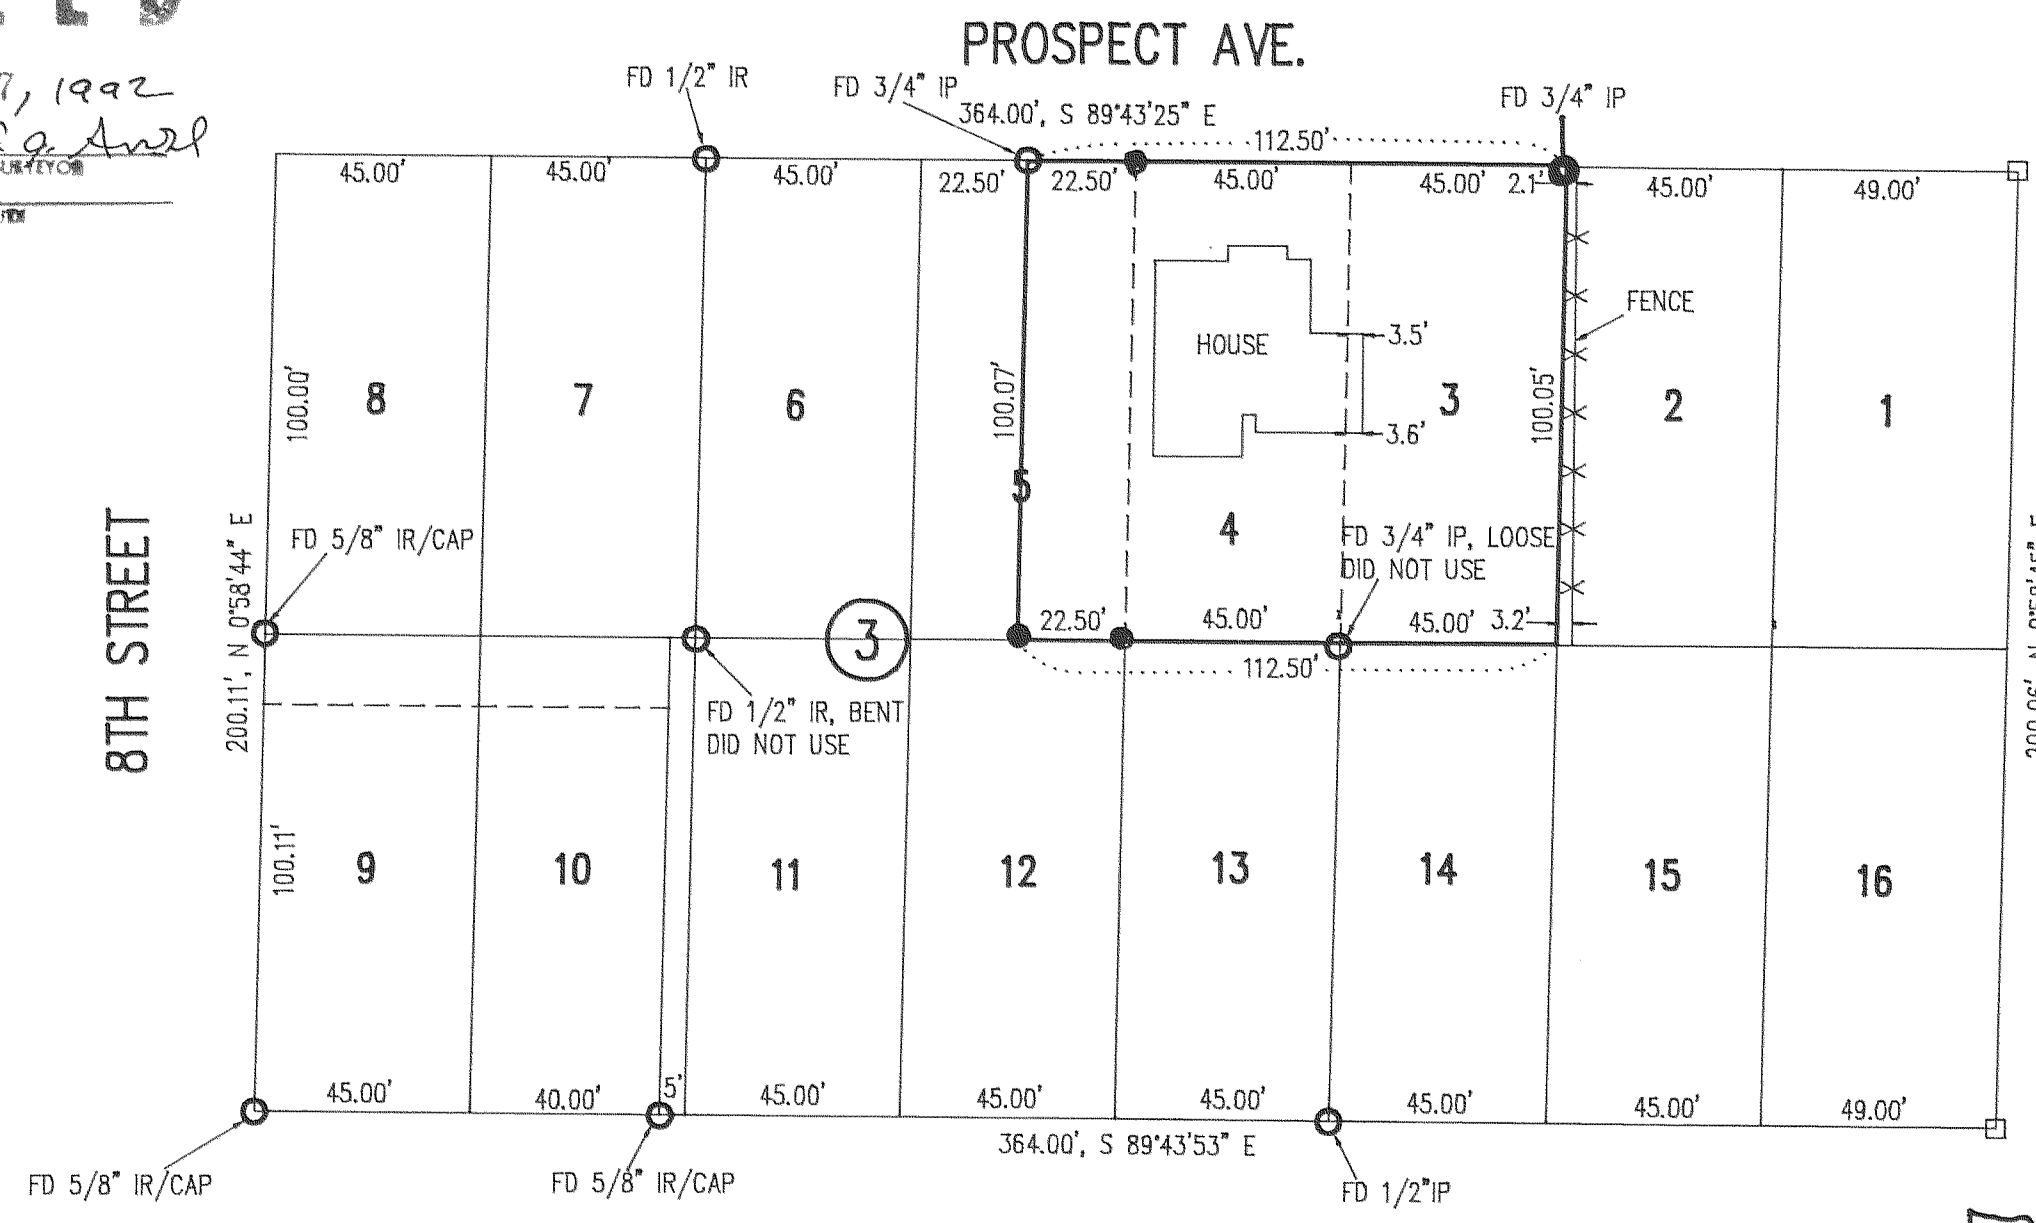 PROSPECT AVE.
7, 1992
FD 1/2" IR
FD 3/4" IP
FD 3/4" IP
364.00', S 89°43'25" E
112.50'
45.00'
45.00'
45.00'
22.50'
22.50'
45.00'
45.00'
2.1'
45.00'
49.00'
FENCE
HOUSE
3.5'
3.6'
100.00'
8
7
6
100.07'
3
100.05'
2
1
5
4
8TH STREET
200.11', N 0°58'44" E
FD 5/8" IR/CAP
FD 3/4" IP, LOOSE
DID NOT USE
22.50'
45.00'
45.00'
3.2'
3
112.50'
FD 1/2" IR, BENT
DID NOT USE
100.11'
9
10
11
12
13
14
15
16
45.00'
40.00'
5'
45.00'
45.00'
45.00'
45.00'
45.00'
49.00'
364.00', S 89°43'53" E
FD 5/8" IR/CAP
FD 5/8" IR/CAP
FD 1/2"IP